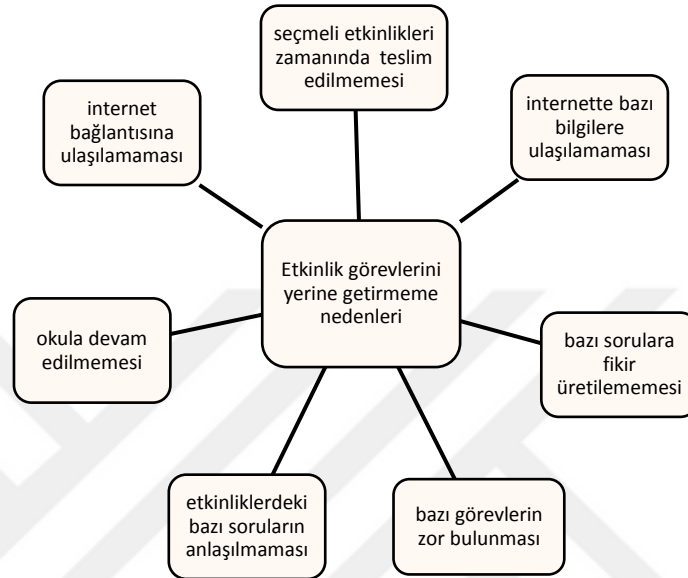 seçmeli etkinlikleri
zamanında teslim
edilmemesi
internet
bağlantısına
ulaşılamaması
internette bazı
bilgilere
ulaşılamaması
Etkinlik görevlerini
yerine getirmeme
nedenleri
okula devam
edilmemesi
bazı sorulara
fikir
üretilememesi
etkinliklerdeki
bazı soruların
anlaşılmaması
bazı görevlerin
zor bulunması